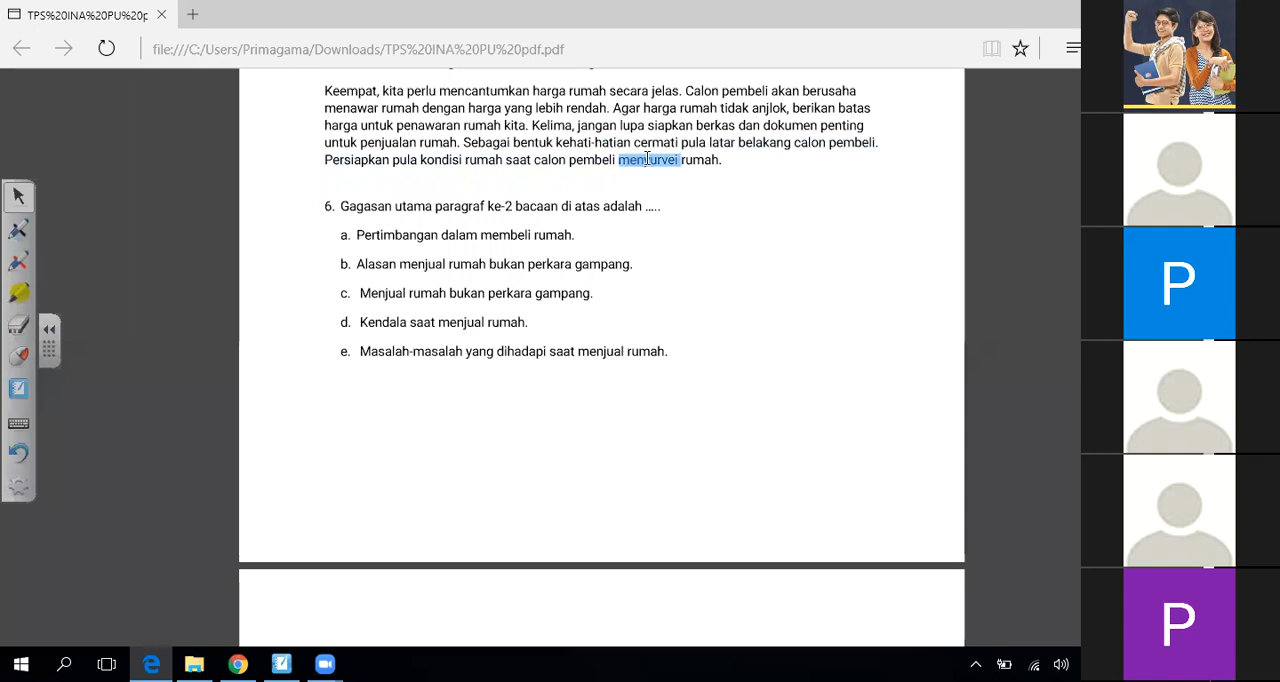 TPS%20INA%20PU%20p
file:///C:/Users/Primagama/Downloads/TPS%20INA%20PU%20pdf.pdf
Keempat, kita perlu mencantumkan harga rumah secara jelas. Calon pembeli akan berusaha
menawar rumah dengan harga yang lebih rendah. Agar harga rumah tidak anjlok, berikan batas
harga untuk penawaran rumah kita. Kelima, jangan lupa siapkan berkas dan dokumen penting
untuk penjualan rumah. Sebagai bentuk kehati-hatian cermati pula latar belakang calon pembeli.
Persiapkan pula kondisi rumah saat calon pembeli menyurvei rumah.
6. Gagasan utama paragraf ke-2 bacaan di atas adalah …..
a. Pertimbangan dalam membeli rumah.
b. Alasan menjual rumah bukan perkara gampang.
c. Menjual rumah bukan perkara gampang.
d. Kendala saat menjual rumah.
e. Masalah-masalah yang dihadapi saat menjual rumah.
P
P